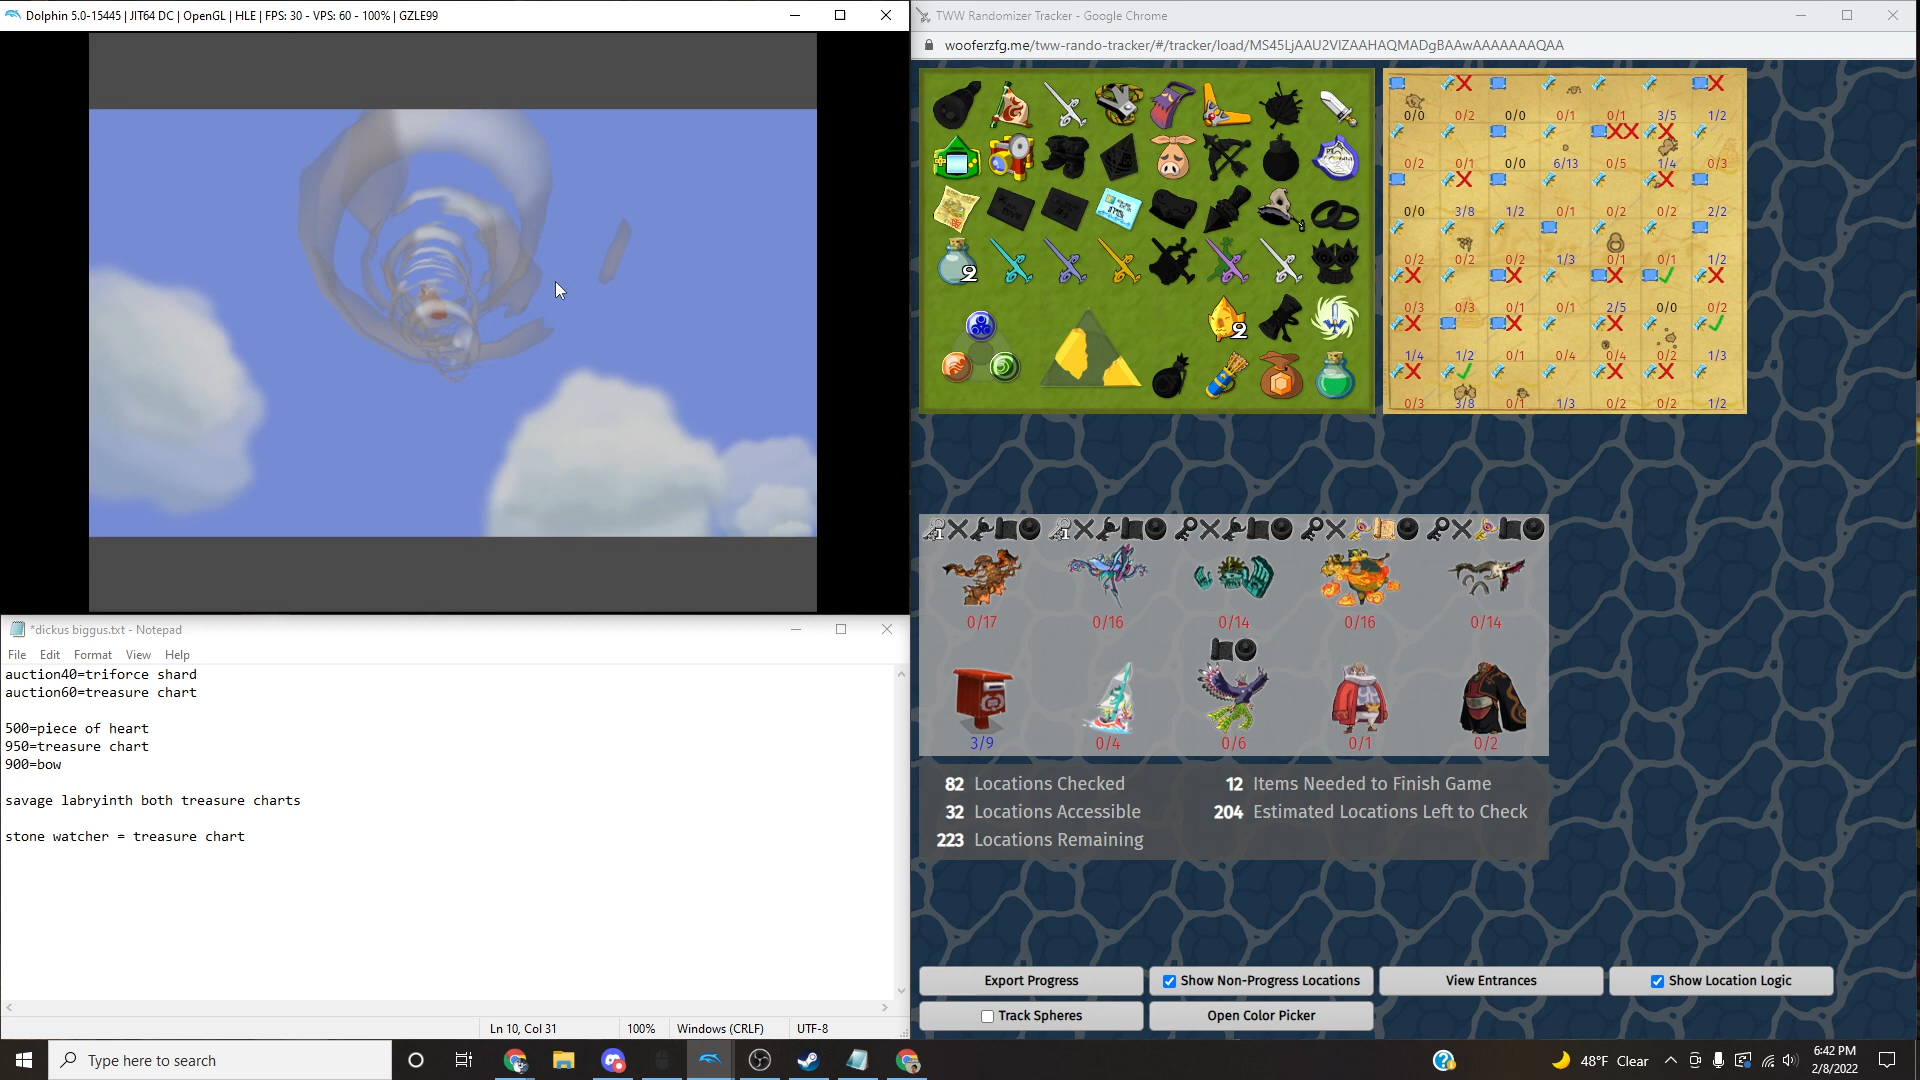 Dolphin 5.0-15445 | JIT64 DC | OpenGL | HLE | FPS: 30 - VPS: 60 - 100% | GZLE99
TWW Randomizer Tracker - Google Chrome
wooferzfg.me/tww-rando-tracker/#/tracker/load/MS45LjAAU2VIZAAHAQMADgBAAwAAAAAAAQAA
2
2
2
0/0 0/2 0/0 0/1 0/1 3/5 1/2
0/2 0/1 0/0 6/13 0/5 1/4 0/3
0/0 3/8 1/2 0/1 0/2 0/2 2/2
0/2 0/2 0/2 1/3 0/1 0/1 1/2
0/3 0/3 0/1 0/1 2/5 0/0 0/2
1/4 1/2 0/1 0/4 0/4 0/2 1/3
0/3 3/8 0/1 1/3 0/2 0/2 1/2
1 1
0/17 0/16 0/14 0/16 0/14
3/9 0/4 0/6 0/1 0/2
82 Locations Checked
12 Items Needed to Finish Game
32 Locations Accessible
204 Estimated Locations Left to Check
223 Locations Remaining
Export Progress
Show Non-Progress Locations
View Entrances
Show Location Logic
Track Spheres
Open Color Picker
*dickus biggus.txt - Notepad
File Edit Format View Help
auction40=triforce shard
auction60=treasure chart
500=piece of heart
950=treasure chart
900=bow
savage labryinth both treasure charts
stone watcher = treasure chart
Ln 10, Col 31 100% Windows (CRLF) UTF-8
Type here to search
48°F Clear
6:42 PM
2/8/2022